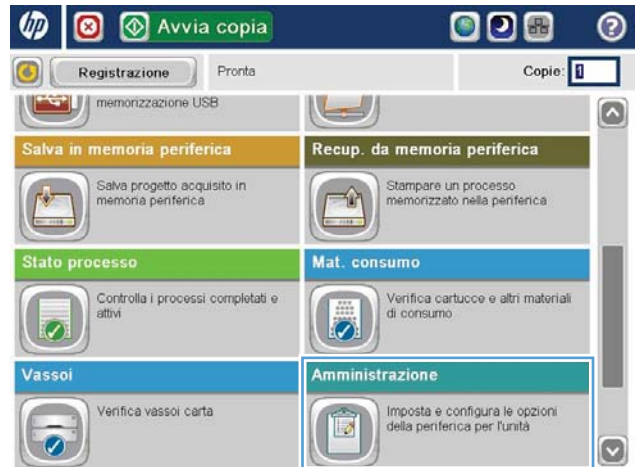 hp
Avvia copia
?
Registrazione
Pronta
Copie: 1
memorizzazione USB
Salva in memoria periferica
Recup. da memoria periferica
Salva progetto acquisito in
memoria periferica
Stampare un processo
memorizzato nella periferica
Stato processo
Mat. consumo
Controlla i processi completati e
attivi
Verifica cartucce e altri materiali
di consumo
Vassoi
Amministrazione
Verifica vassoi carta
Imposta e configura le opzioni
della periferica per l'unità